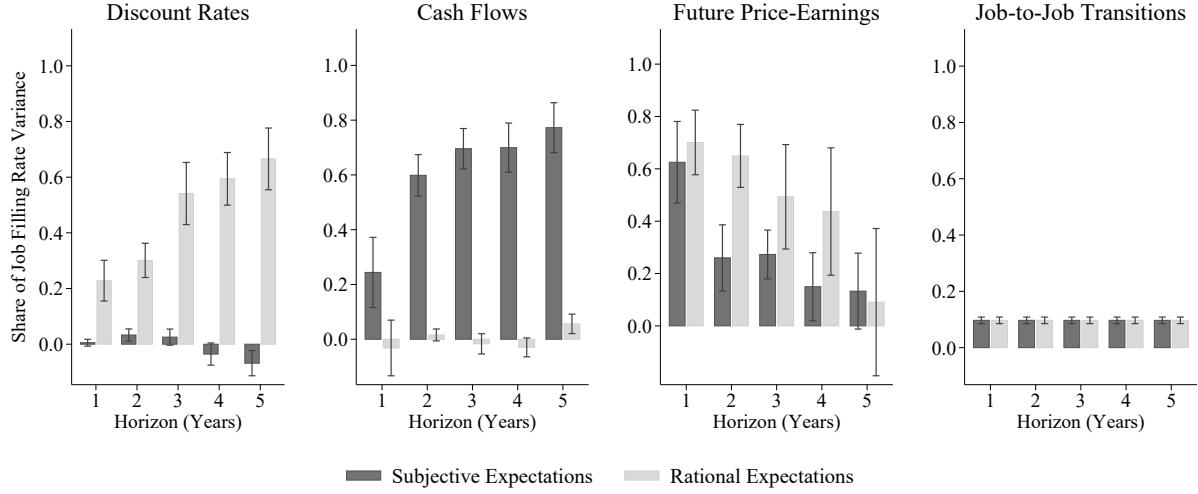 Discount Rates
Cash Flows
Future Price-Earnings
Job-to-Job Transitions
Share of Job Filling Rate Variance
1.0
0.8
0.6
0.4
0.2
0.0
1 2 3 4 5
Horizon (Years)
1.0
0.8
0.6
0.4
0.2
0.0
1 2 3 4 5
Horizon (Years)
1.0
0.8
0.6
0.4
0.2
0.0
1 2 3 4 5
Horizon (Years)
1.0
0.8
0.6
0.4
0.2
0.0
1 2 3 4 5
Horizon (Years)
Subjective Expectations
Rational Expectations